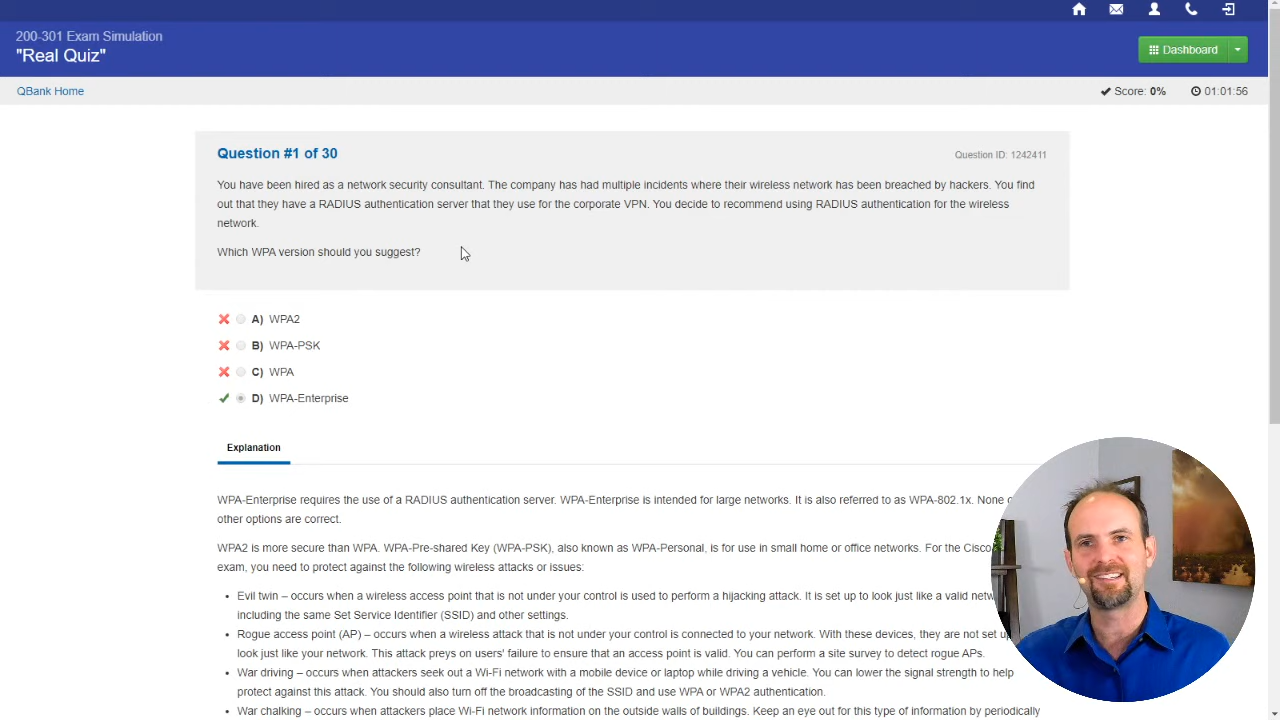 200-301 Exam Simulation
"Real Quiz"
Dashboard
QBank Home
Score: 0%
01:01:56
Question #1 of 30
Question ID: 1242411
You have been hired as a network security consultant. The company has had multiple incidents where their wireless network has been breached by hackers. You find
out that they have a RADIUS authentication server that they use for the corporate VPN. You decide to recommend using RADIUS authentication for the wireless
network.
Which WPA version should you suggest?
A) WPA2
B) WPA-PSK
C) WPA
D) WPA-Enterprise
Explanation
WPA-Enterprise requires the use of a RADIUS authentication server. WPA-Enterprise is intended for large networks. It is also referred to as WPA-802.1x. None
other options are correct.
WPA2 is more secure than WPA. WPA-Pre-shared Key (WPA-PSK), also known as WPA-Personal, is for use in small home or office networks. For the Cisco
exam, you need to protect against the following wireless attacks or issues:
• Evil twin – occurs when a wireless access point that is not under your control is used to perform a hijacking attack. It is set up to look just like a valid
including the same Set Service Identifier (SSID) and other settings.
• Rogue access point (AP) – occurs when a wireless attack that is not under your control is connected to your network. With these devices, they are not set
look just like your network. This attack preys on users' failure to ensure that an access point is valid. You can perform a site survey to detect rogue APs.
• War driving – occurs when attackers seek out a Wi-Fi network with a mobile device or laptop while driving a vehicle. You can lower the signal strength to help
protect against this attack. You should also turn off the broadcasting of the SSID and use WPA or WPA2 authentication.
• War chalking – occurs when attackers place Wi-Fi network information on the outside walls of buildings. Keep an eye out for this type of information by periodically